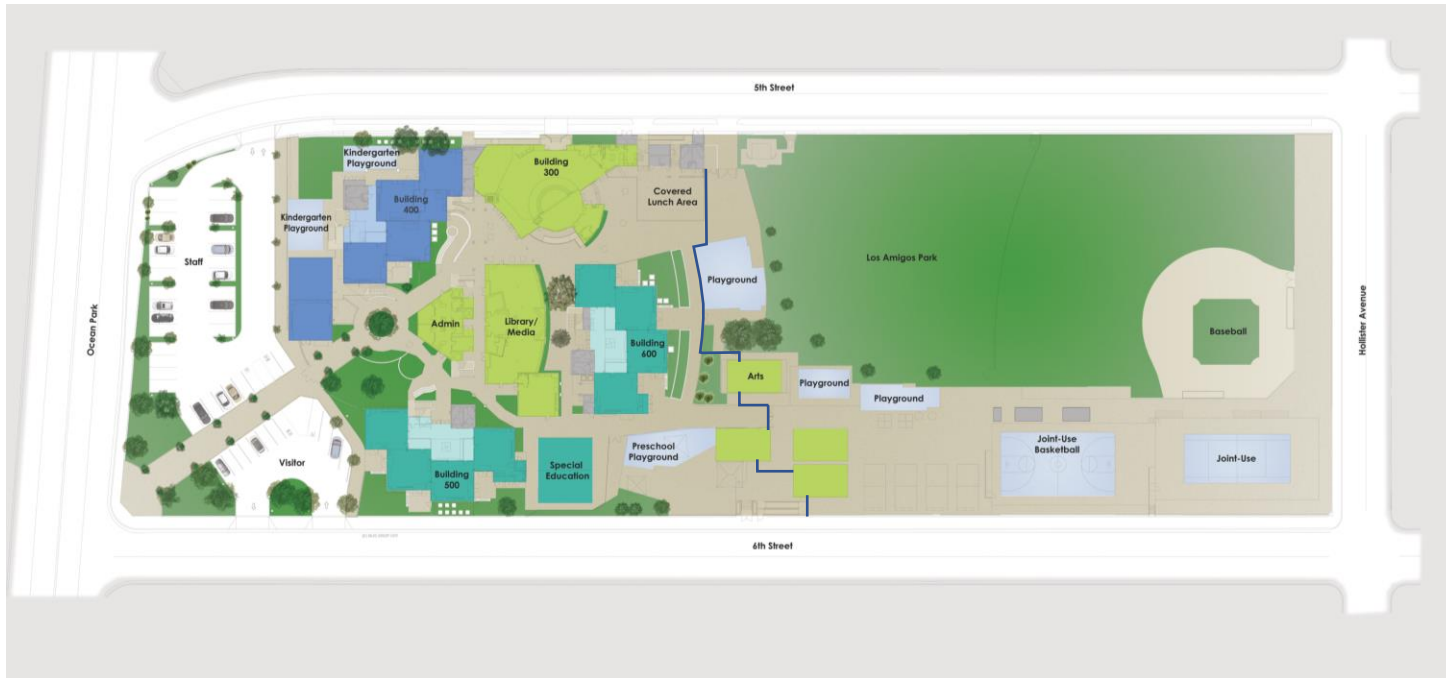 5th Street
Kindergarten
Playground
Building
300
Building
400
Covered
Lunch Area
Kindergarten
Playground
Staff
Los Amigos Park
Playground
Ocean Park
Admin
Library/
Media
Building
600
Baseball
Hollister Avenue
Arts
Playground
Playground
Visitor
Building
500
Special
Education
Preschool
Playground
Joint-Use
Basketball
Joint-Use
6th Street